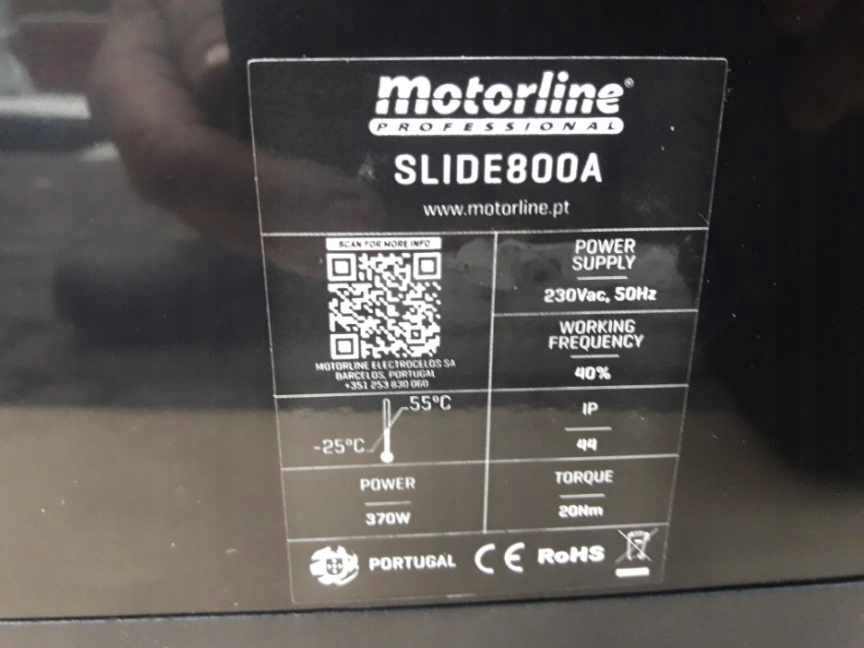 motorline®
PROFESSIONAL
SLIDE800A
www.motorline.pt
SCAN FOR MORE INFO
MOTORLINE ELECTROCELOS SA
BARCELOS, PORTUGAL
+351 253 830 060
POWER
SUPPLY
230Vac, 50Hz
WORKING
FREQUENCY
40%
55°C
-25°C
IP
44
POWER
370W
TORQUE
20Nm
PORTUGAL
CE
RoHS